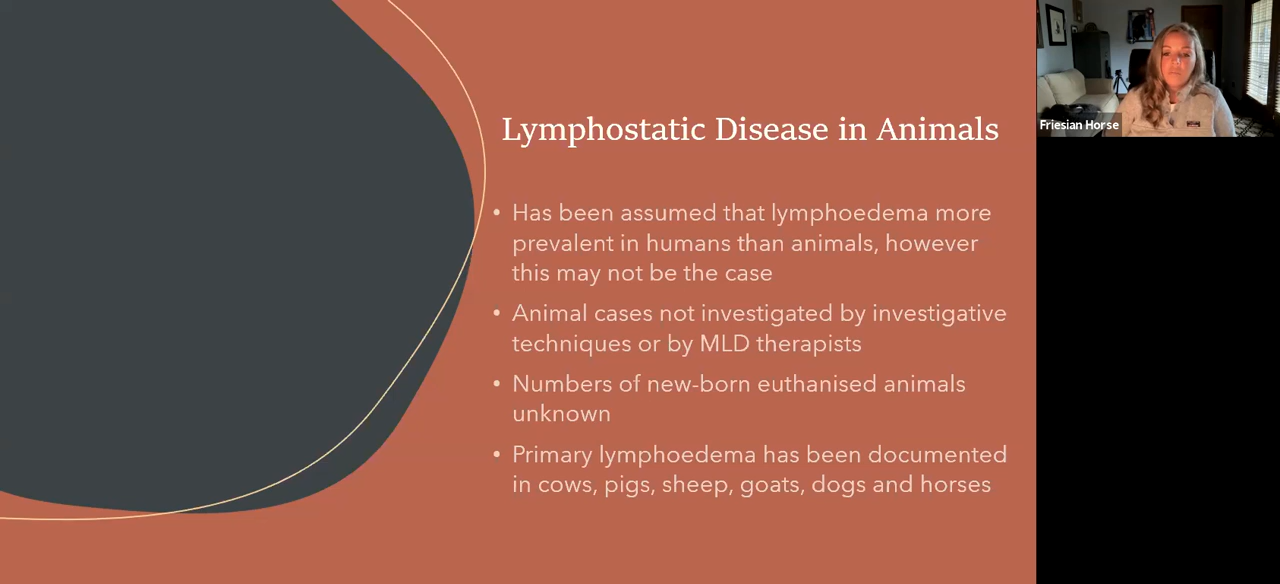 Lymphostatic Disease in Animals
• Has been assumed that lymphoedema more
prevalent in humans than animals, however
this may not be the case
• Animal cases not investigated by investigative
techniques or by MLD therapists
• Numbers of new-born euthanised animals
unknown
• Primary lymphoedema has been documented
in cows, pigs, sheep, goats, dogs and horses
Friesian Horse